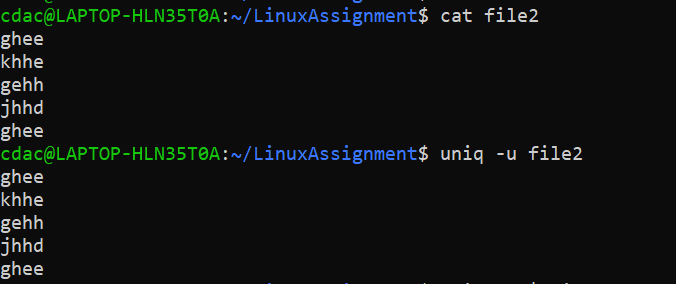 cdac@LAPTOP-HLN35T0A:~/LinuxAssignment$ cat file2
ghee
khhe
gehh
jhhd
ghee
cdac@LAPTOP-HLN35T0A:~/LinuxAssignment$ uniq -u file2
ghee
khhe
gehh
jhhd
ghee